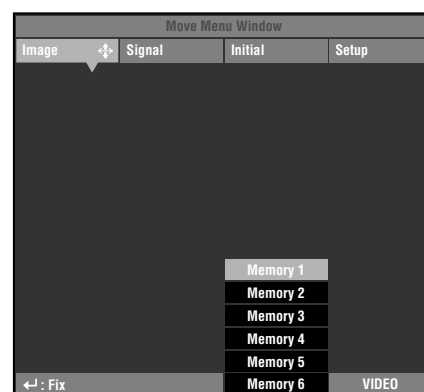 Move Menu Window
Image Signal Initial Setup
Memory 1
Memory 2
Memory 3
Memory 4
Memory 5
↵ : Fix Memory 6 VIDEO